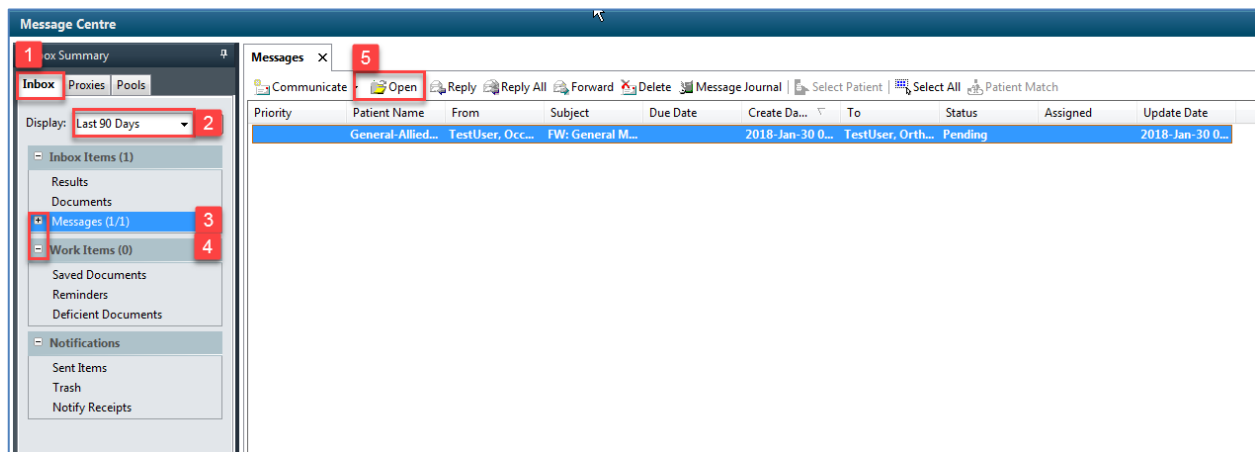 Message Centre
1 box Summary
Inbox Proxies Pools
Display: Last 90 Days 2
Inbox Items (1)
Results
Documents
Messages (1/1) 3
Work Items (0) 4
Saved Documents
Reminders
Deficient Documents
Notifications
Sent Items
Trash
Notify Receipts
Messages X 5
Communicate Open Reply Reply All Forward Delete Message Journal Select Patient Select All Patient Match
Priority Patient Name From Subject Due Date Create Da... To Status Assigned Update Date
General-Allied... TestUser, Occ... FW: General M... 2018-Jan-30 0... TestUser, Orth... Pending 2018-Jan-30 0...